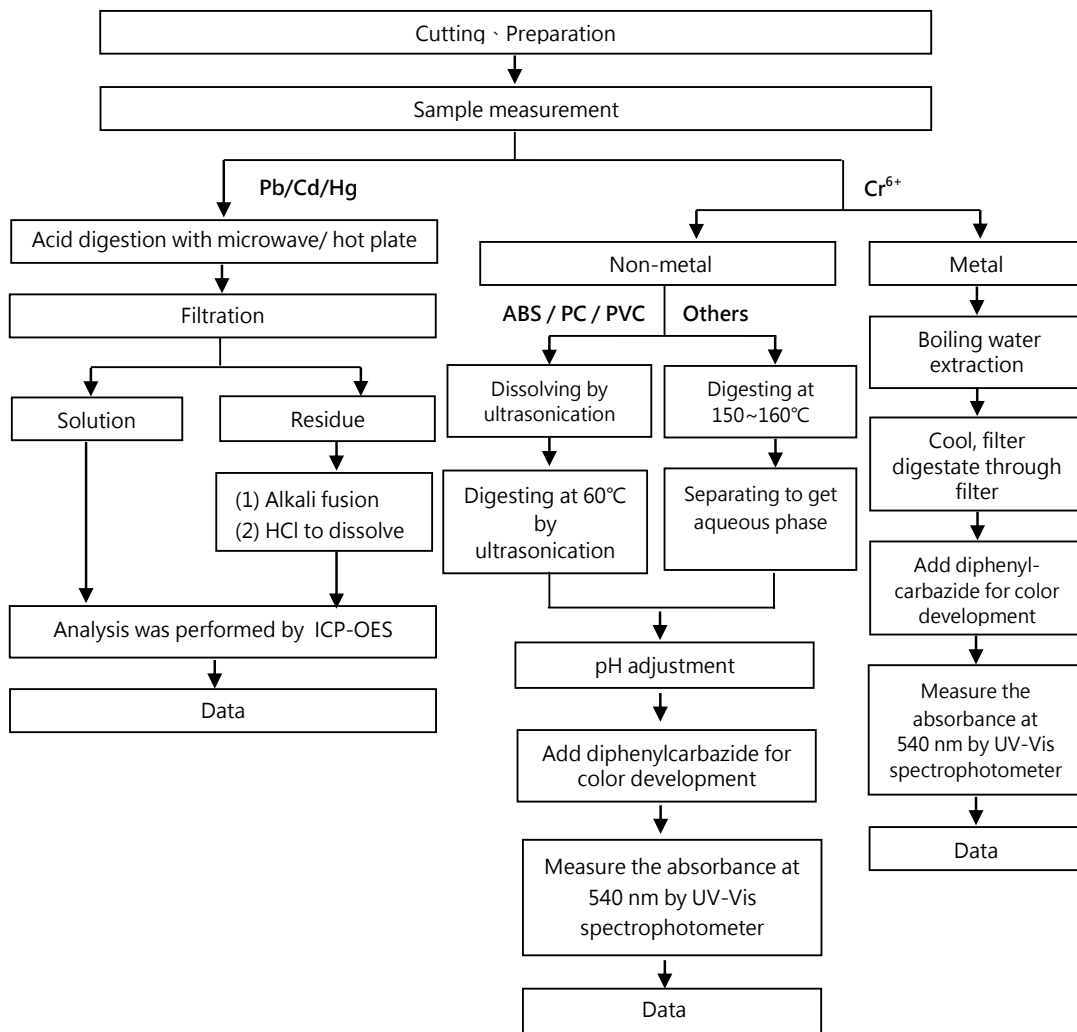 Cutting、Preparation
Sample measurement
Pb/Cd/Hg
Cr⁶⁺
Acid digestion with microwave/ hot plate
Filtration
Solution
Residue
(1) Alkali fusion
(2) HCl to dissolve
Analysis was performed by ICP-OES
Data
Non-metal
ABS / PC / PVC
Others
Dissolving by
ultrasonication
Digesting at 60℃
by
ultrasonication
Digesting at
150~160℃
Separating to get
aqueous phase
pH adjustment
Add diphenylcarbazide for
color development
Measure the absorbance at
540 nm by UV-Vis
spectrophotometer
Data
Metal
Boiling water
extraction
Cool, filter
digestate through
filter
Add diphenyl-
carbazide for color
development
Measure the
absorbance at
540 nm by UV-Vis
spectrophotometer
Data